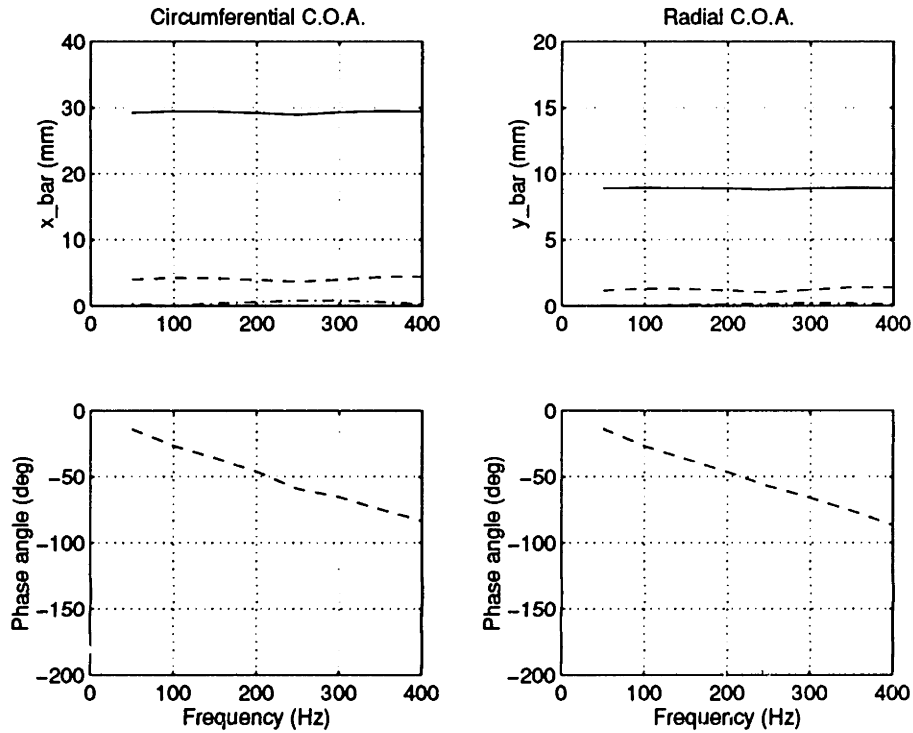 Circumferential C.O.A.
40
30
20
10
0
x_bar (mm)
0 100 200 300 400
Radial C.O.A.
20
15
10
5
0
y_bar (mm)
0 100 200 300 400
0
−50
−100
−150
−200
Phase angle (deg)
0 100 200 300 400
Frequency (Hz)
0
−50
−100
−150
−200
Phase angle (deg)
0 100 200 300 400
Frequency (Hz)